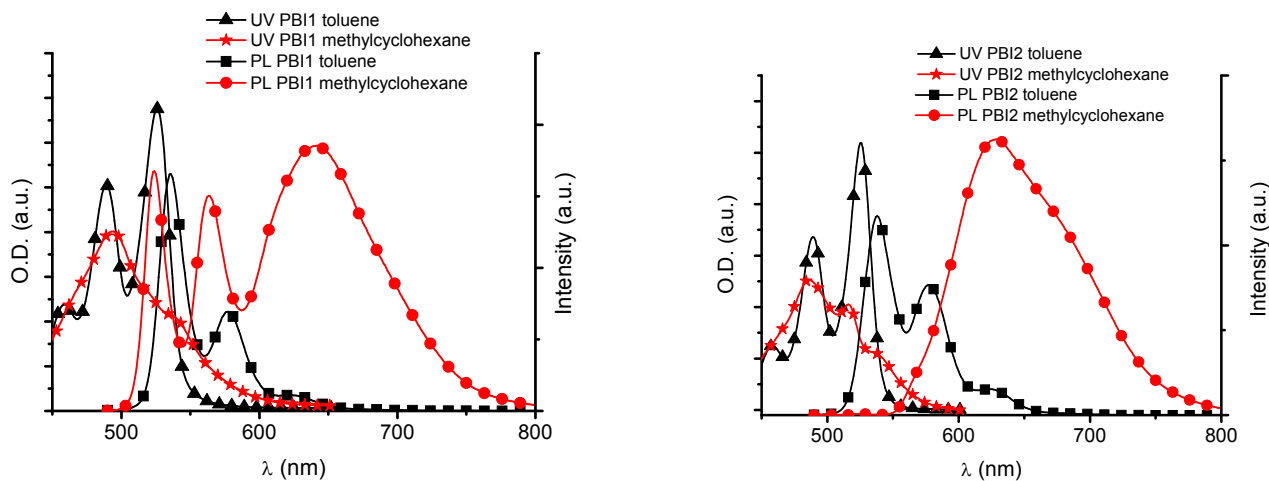 UV PBI1 toluene
UV PBI1 methylcyclohexane
PL PBI1 toluene
PL PBI1 methylcyclohexane
O.D. (a.u.)
Intensity (a.u.)
500 600 700 800
λ (nm)
UV PBI2 toluene
UV PBI2 methylcyclohexane
PL PBI2 toluene
PL PBI2 methylcyclohexane
O.D. (a.u.)
Intensity (a.u.)
500 600 700 800
λ (nm)